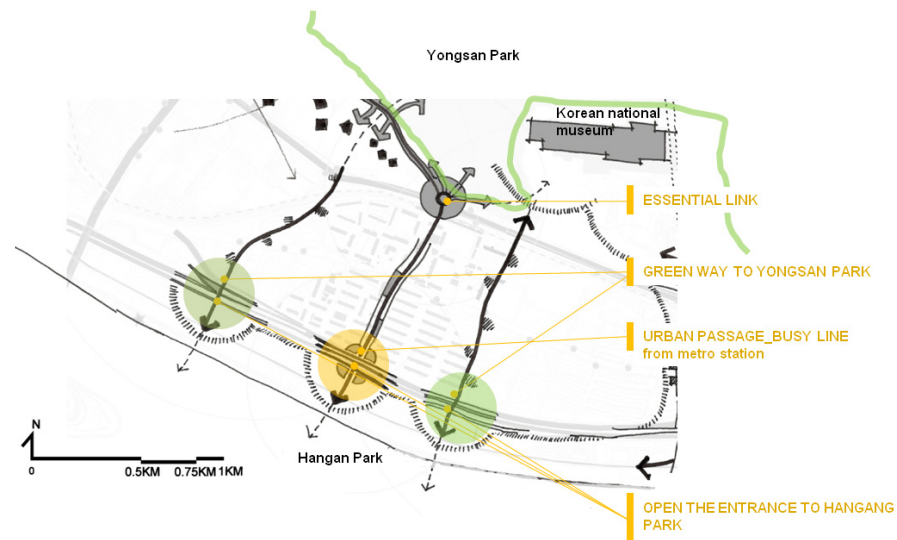 Yongsan Park
Korean national
museum
ESSENTIAL LINK
GREEN WAY TO YONGSAN PARK
URBAN PASSAGE_BUSY LINE
from metro station
N
Hangan Park
0 0.5KM 0.75KM 1KM
OPEN THE ENTRANCE TO HANGANG
PARK